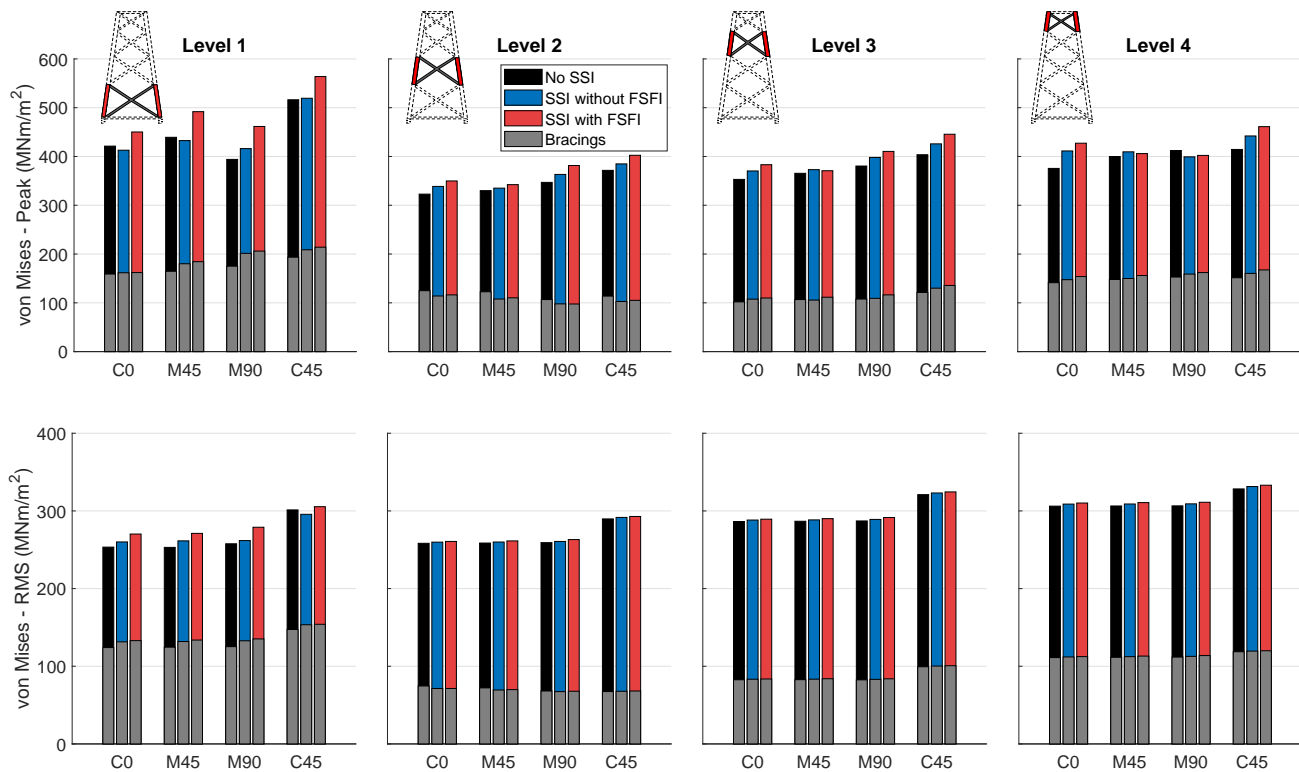 Level 1
Level 2
Level 3
Level 4
von Mises - Peak (MNm/m²)
600
500
400
300
200
100
0
No SSI
SSI without FSFI
SSI with FSFI
Bracings
C0 M45 M90 C45
C0 M45 M90 C45
C0 M45 M90 C45
C0 M45 M90 C45
von Mises - RMS (MNm/m²)
400
300
200
100
0
C0 M45 M90 C45
C0 M45 M90 C45
C0 M45 M90 C45
C0 M45 M90 C45